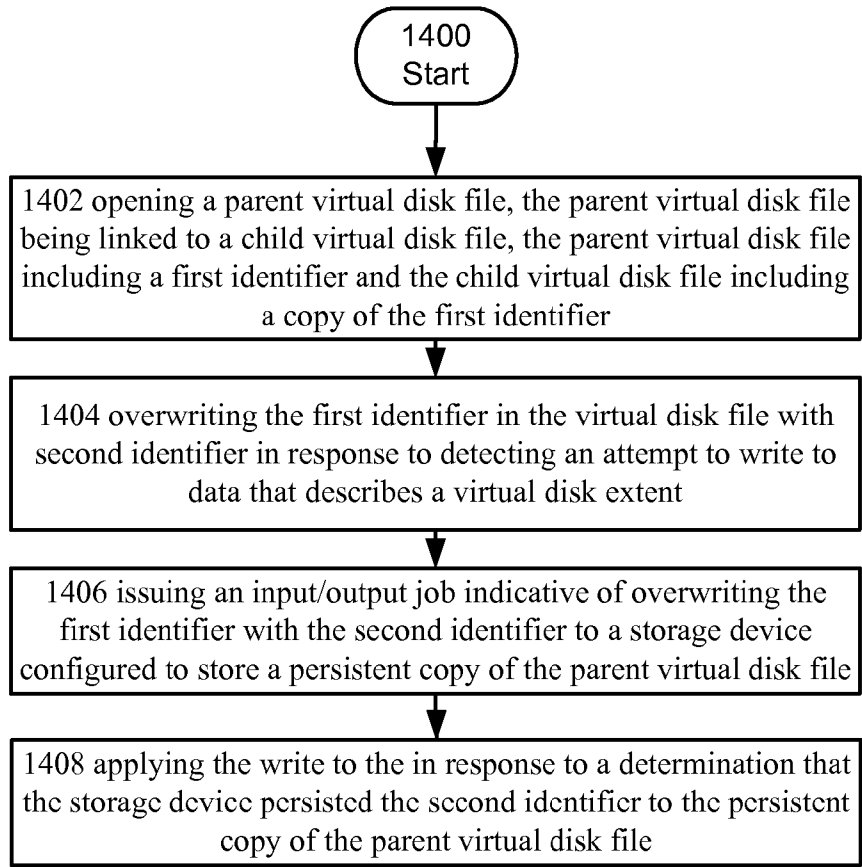 1400
Start
1402 opening a parent virtual disk file, the parent virtual disk file
being linked to a child virtual disk file, the parent virtual disk file
including a first identifier and the child virtual disk file including
a copy of the first identifier
1404 overwriting the first identifier in the virtual disk file with
second identifier in response to detecting an attempt to write to
data that describes a virtual disk extent
1406 issuing an input/output job indicative of overwriting the
first identifier with the second identifier to a storage device
configured to store a persistent copy of the parent virtual disk file
1408 applying the write to the in response to a determination that
the storage device persisted the second identifier to the persistent
copy of the parent virtual disk file